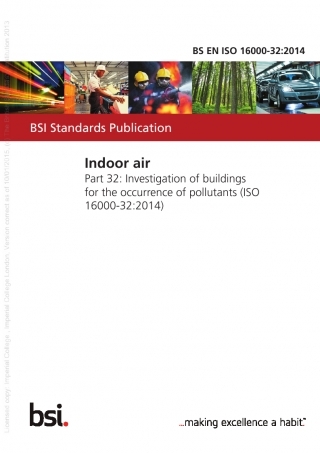 BS EN ISO 16000-32:2014
BSI Standards Publication
Indoor air
Part 32: Investigation of buildings
for the occurrence of pollutants (ISO
16000-32:2014)
bsi.
...making excellence a habit.™